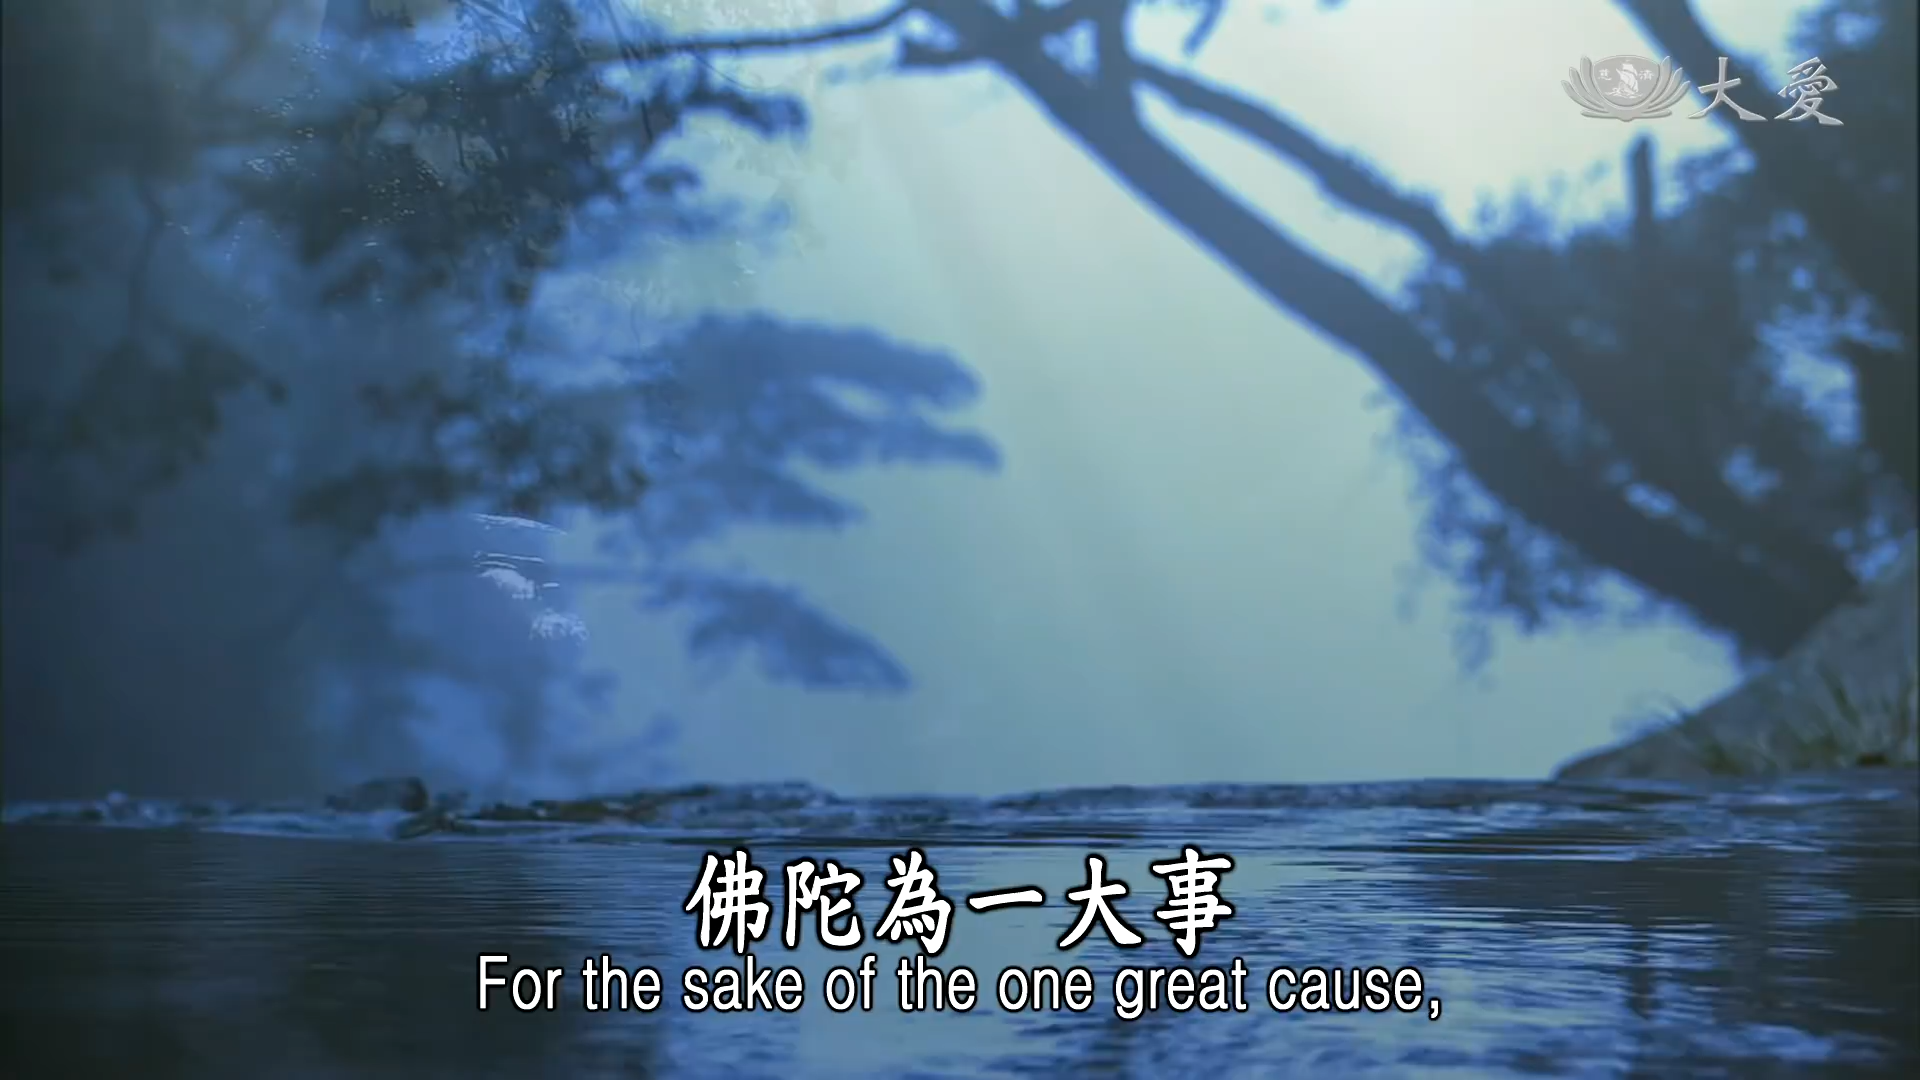 大愛
佛陀為一大事
For the sake of the one great cause,